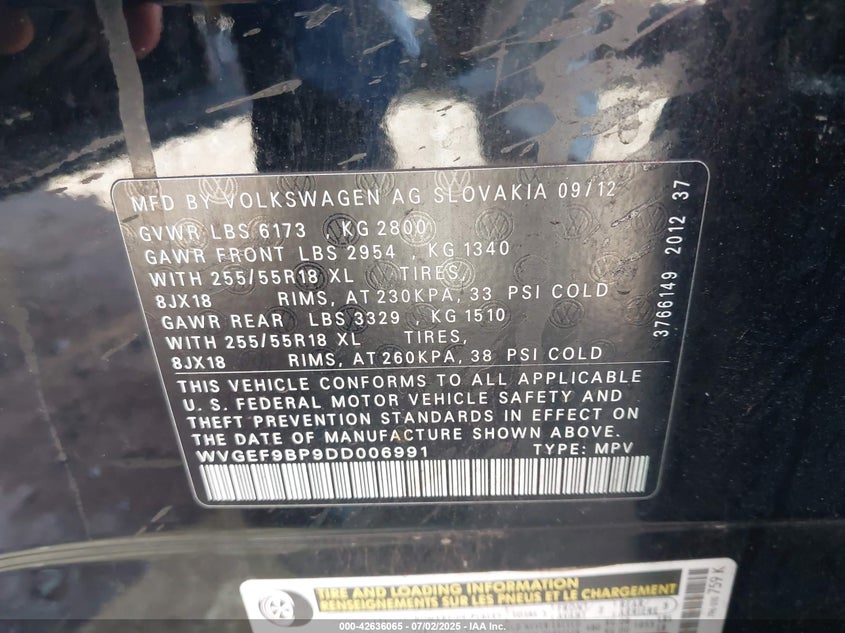 MFD BY VOLKSWAGEN AG SLOVAKIA 09/12
GVWR LBS 6173 , KG 2800
GAWR FRONT LBS 2954 , KG 1340
WITH 255/55R18 XL TIRES,
8JX18 RIMS, AT 230KPA, 33 PSI COLD
GAWR REAR LBS 3329 , KG 1510
WITH 255/55R18 XL TIRES,
8JX18 RIMS, AT 260KPA, 38 PSI COLD
THIS VEHICLE CONFORMS TO ALL APPLICABLE
U. S. FEDERAL MOTOR VEHICLE SAFETY AND
THEFT PREVENTION STANDARDS IN EFFECT ON
THE DATE OF MANUFACTURE SHOWN ABOVE.
WVGEF9BP9DD006991 TYPE: MPV
3766149 2012 37
TIRE AND LOADING INFORMATION
RENSEIGNEMENTS SUR LES PNEUS ET LE CHARGEMENT
759 K
000-42636065 - 07/02/2025 - IAA Inc.